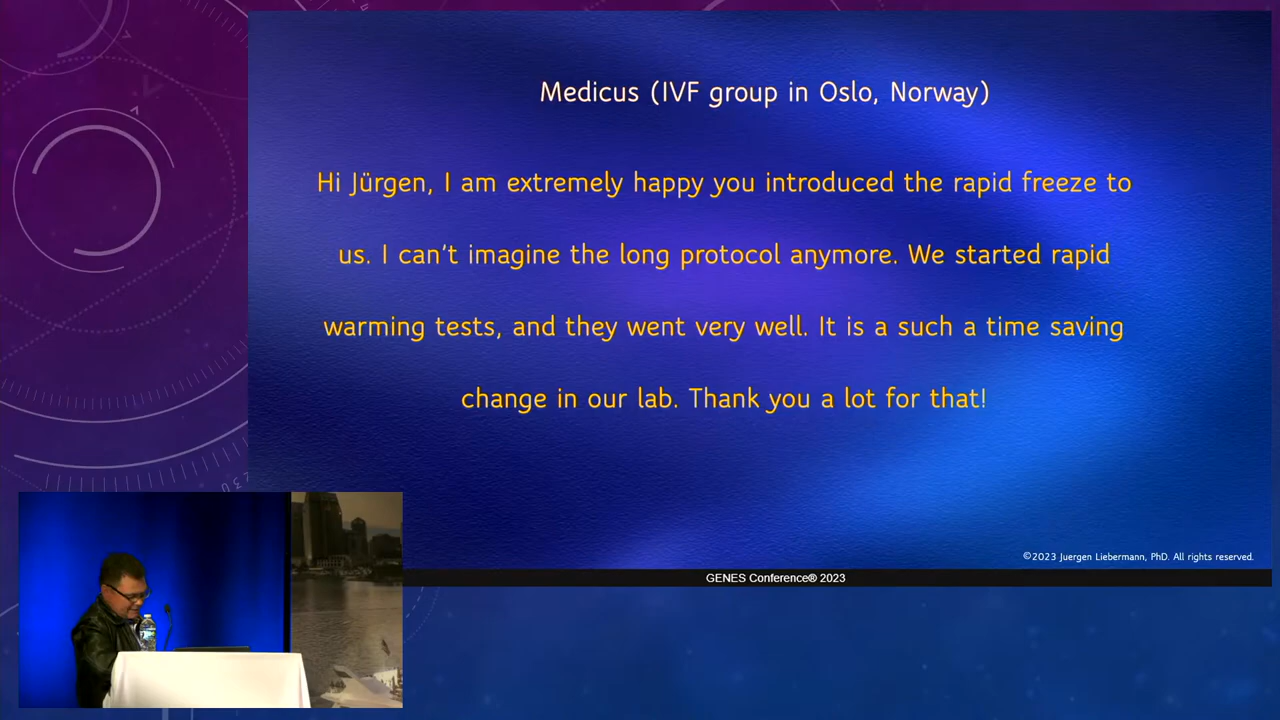 Medicus (IVF group in Oslo, Norway)
Hi Jürgen, I am extremely happy you introduced the rapid freeze to
us. I can't imagine the long protocol anymore. We started rapid
warming tests, and they went very well. It is a such a time saving
change in our lab. Thank you a lot for that!
©2023 Juergen Liebermann, PhD. All rights reserved.
GENES Conference® 2023